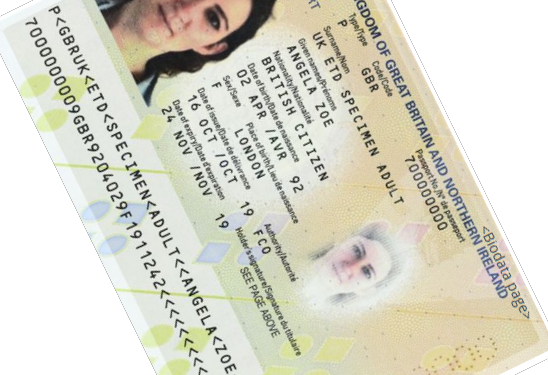 <Biodata page>
GDOM OF GREAT BRITAIN AND NORTHERN IRELAND
Type/Type Code/Code Passport No./N° de passeport
P GBR 700000000
Surname/Nom
UK ETD SPECIMEN ADULT
Given names/Prénoms
ANGELA ZOE
Nationality/Nationalité
BRITISH CITIZEN
Date of birth/Date de naissance
02 APR /AVR 92
Sex/Sexe Place of birth/Lieu de naissance
F LONDON
Date of issue/Date de délivrance Authority/Autorité
16 OCT /OCT 19 FCO
Date of expiry/Date d'expiration Holder's signature/Signature du titulaire
24 NOV /NOV 19 SEE PAGE ABOVE
P<GBRUK<ETD<SPECIMEN<ADULT<<ANGELA<ZOE
7000000009GBR9204029F1911242<<<<<<<<